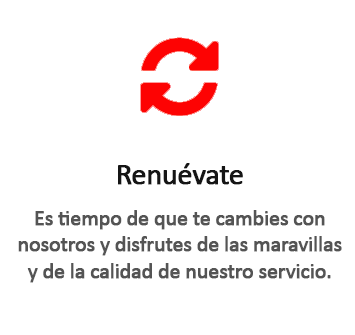 Renuévate
Es tiempo de que te cambies con
nosotros y disfrutes de las maravillas
y de la calidad de nuestro servicio.